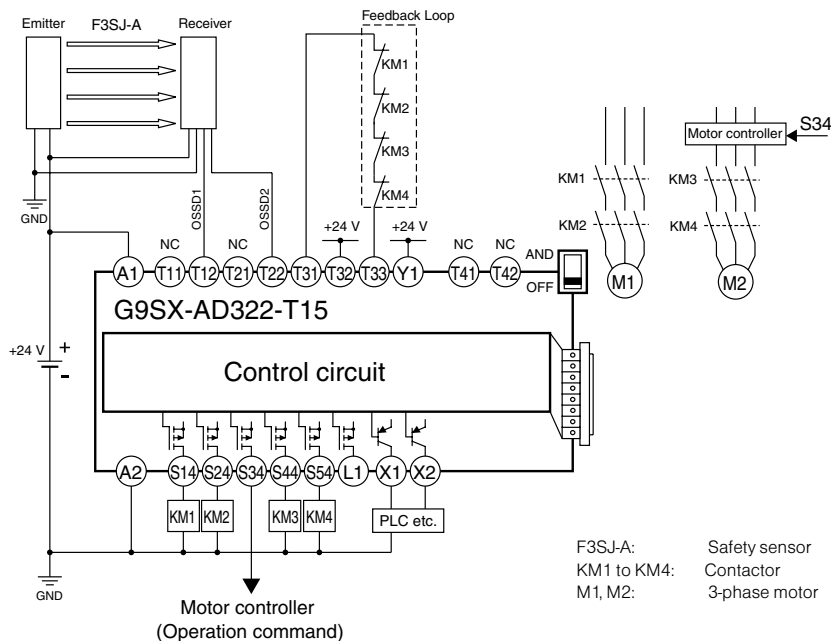 Emitter
F3SJ-A
Receiver
Feedback Loop
KM1
KM2
KM3
KM4
OSSD1
OSSD2
GND
+24 V
+24 V
NC
NC
NC
NC
A1
T11
T12
T21
T22
T31
T32
T33
Y1
T41
T42
AND
OFF
G9SX-AD322-T15
Control circuit
+24 V
+
-
A2
S14
S24
S34
S44
S54
L1
X1
X2
KM1
KM2
KM3
KM4
PLC etc.
GND
Motor controller
(Operation command)
Motor controller
S34
KM1
KM2
M1
KM3
KM4
M2
F3SJ-A: Safety sensor
KM1 to KM4: Contactor
M1, M2: 3-phase motor